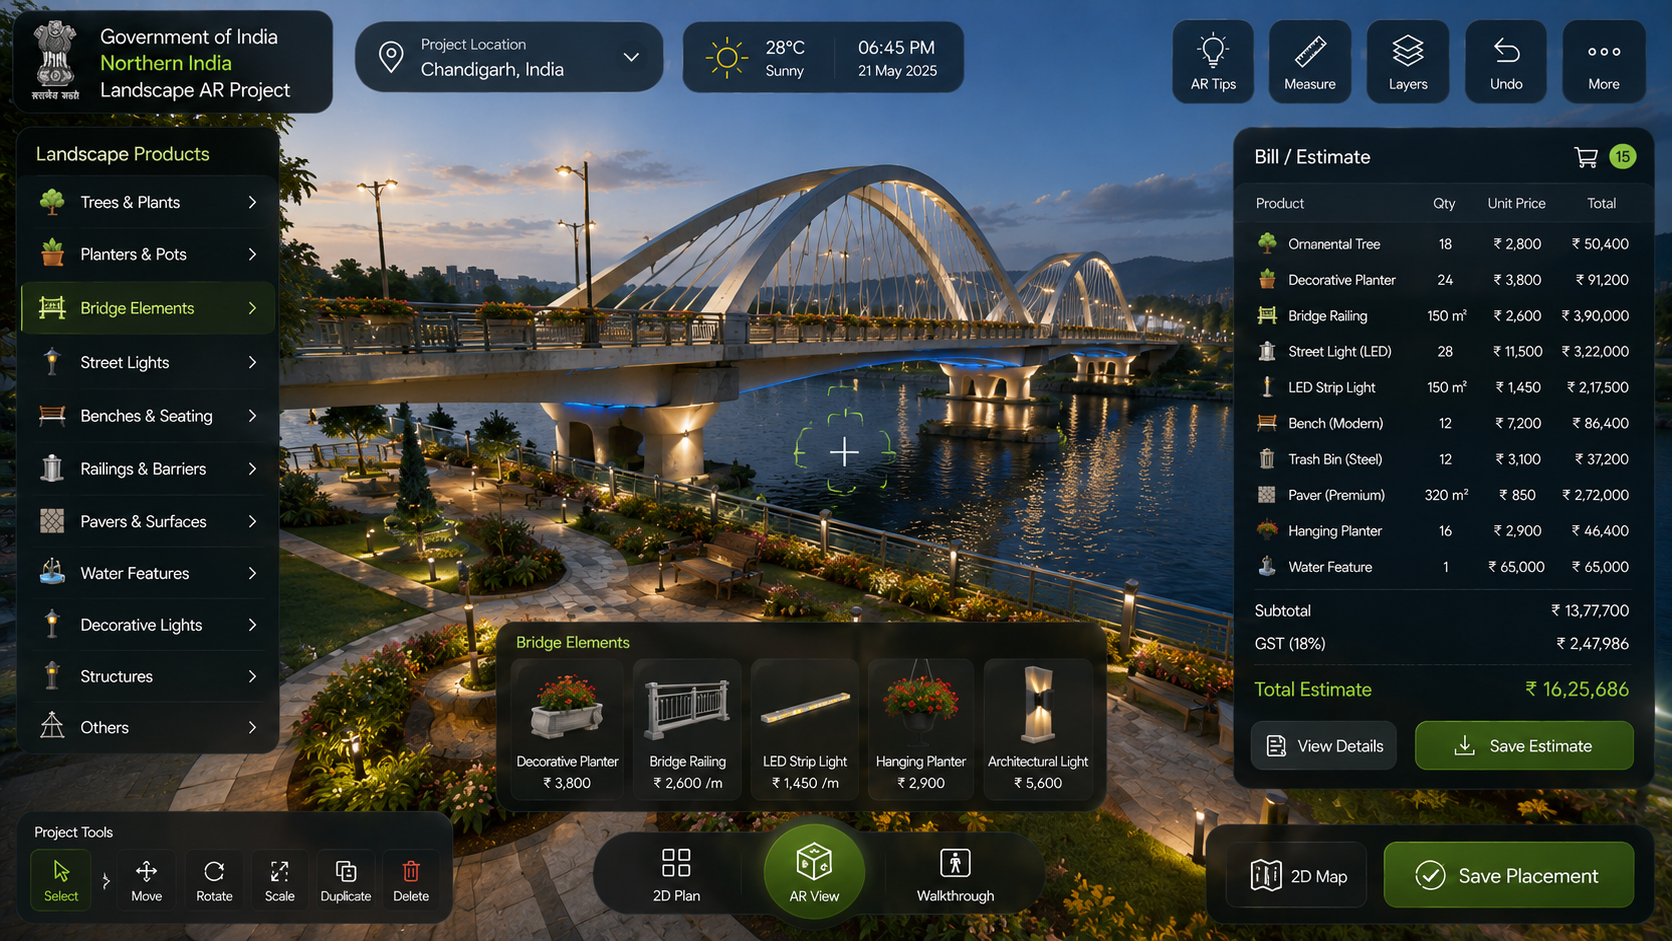 Government of India
Northern India
Landscape AR Project
Project Location
Chandigarh, India
28°C
Sunny
06:45 PM
21 May 2025
AR Tips
Measure
Layers
Undo
More
Landscape Products
Trees & Plants
Planters & Pots
Bridge Elements
Street Lights
Benches & Seating
Railings & Barriers
Pavers & Surfaces
Water Features
Decorative Lights
Structures
Others
Bill / Estimate
15
Product Qty Unit Price Total
Ornamental Tree 18 ₹ 2,800 ₹ 50,400
Decorative Planter 24 ₹ 3,800 ₹ 91,200
Bridge Railing 150 m² ₹ 2,600 ₹ 3,90,000
Street Light (LED) 28 ₹ 11,500 ₹ 3,22,000
LED Strip Light 150 m² ₹ 1,450 ₹ 2,17,500
Bench (Modern) 12 ₹ 7,200 ₹ 86,400
Trash Bin (Steel) 12 ₹ 3,100 ₹ 37,200
Paver (Premium) 320 m² ₹ 850 ₹ 2,72,000
Hanging Planter 16 ₹ 2,900 ₹ 46,400
Water Feature 1 ₹ 65,000 ₹ 65,000
Subtotal ₹ 13,77,700
GST (18%) ₹ 2,47,986
Total Estimate ₹ 16,25,686
View Details
Save Estimate
Bridge Elements
Decorative Planter
₹ 3,800
Bridge Railing
₹ 2,600 /m
LED Strip Light
₹ 1,450 /m
Hanging Planter
₹ 2,900
Architectural Light
₹ 5,600
Project Tools
Select
Move
Rotate
Scale
Duplicate
Delete
2D Plan
AR View
Walkthrough
2D Map
Save Placement